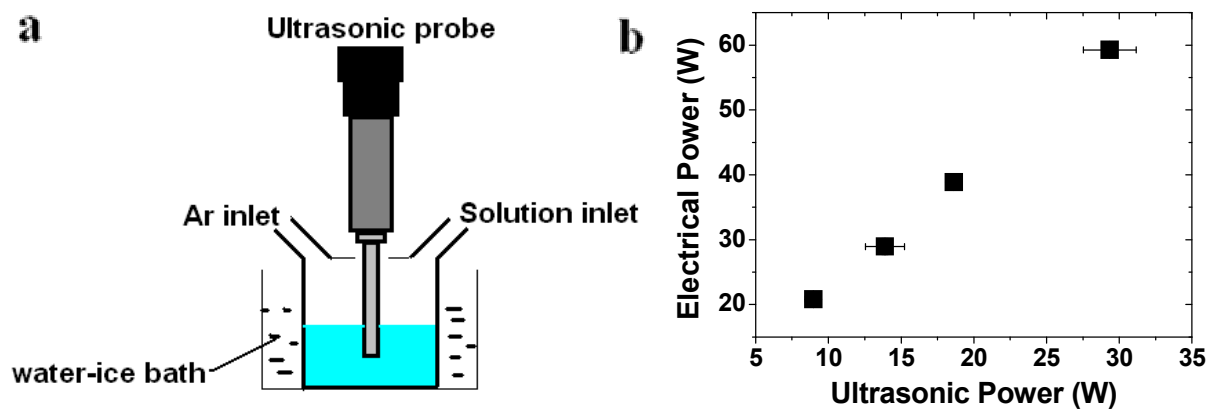 a
Ultrasonic probe
Ar inlet
Solution inlet
water-ice bath
b
Electrical Power (W)
60
50
40
30
20
5 10 15 20 25 30 35
Ultrasonic Power (W)